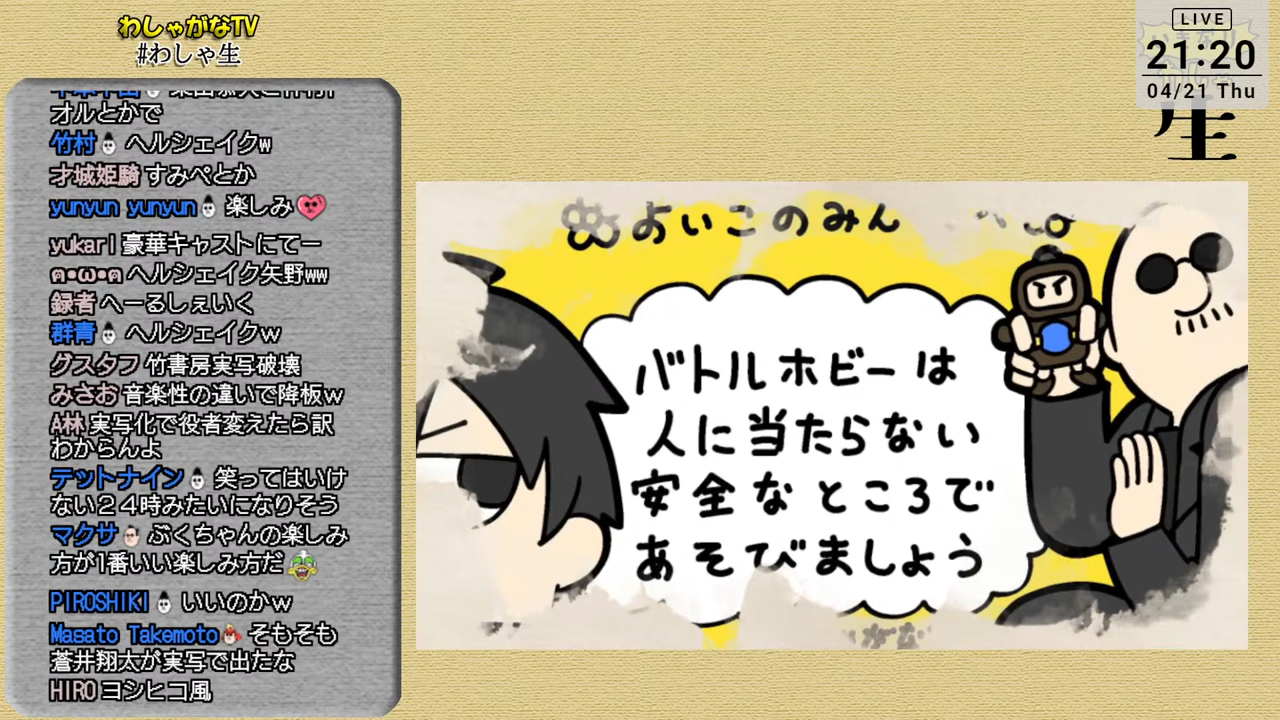 わしゃがなTV
#わしゃ生
オルとかで
竹村 ヘルシェイクw
才城姫騎 すみぺとか
yunyun yunyun 楽しみ
yukari 豪華キャストにてー
ฅ•ω•ฅ ヘルシェイク矢野ww
録者 へーるしぇいく
群青 ヘルシェイクw
グスタフ 竹書房実写破壊
みさお 音楽性の違いで降板w
A林 実写化で役者変えたら訳
わからんよ
テットナイン 笑ってはいけ
ない24時みたいになりそう
マクサ ぶくちゃんの楽しみ
方が1番いい楽しみ方だ
PIROSHIKI いいのかw
Masato Takemoto そもそも
蒼井翔太が実写で出たな
HIRO ヨシヒコ風
よいこのみん
バトルホビーは
人に当たらない
安全なところで
あそびましょう
LIVE
21:20
04/21 Thu
生